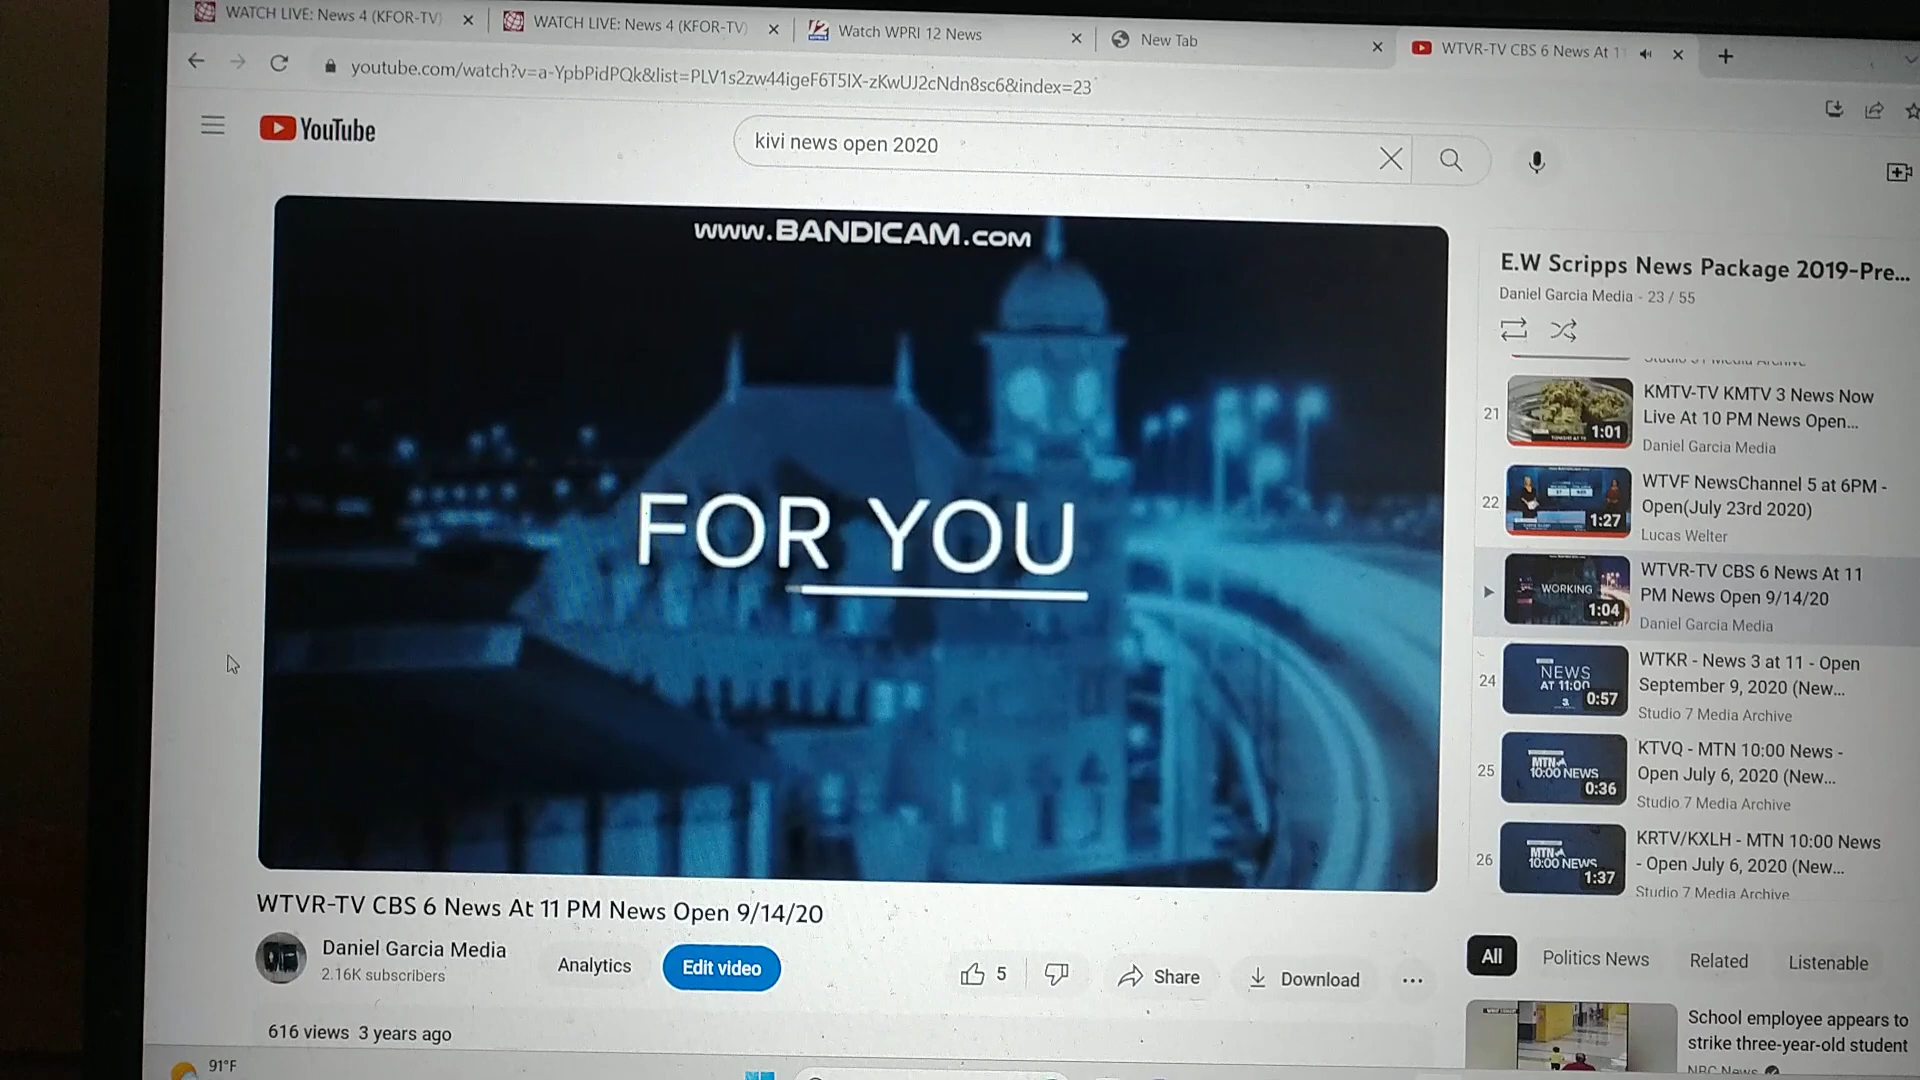 WATCH LIVE: News 4 (KFOR-TV)
WATCH LIVE: News 4 (KFOR-TV)
Watch WPRI 12 News
New Tab
WTVR-TV CBS 6 News At 11
youtube.com/watch?v=a-YpbPidPQk&list=PLV1s2zw44igeF6T5IX-zKwUJ2cNdn8sc6&index=23
YouTube
kivi news open 2020
www.BANDICAM.com
FOR YOU
WTVR-TV CBS 6 News At 11 PM News Open 9/14/20
Daniel Garcia Media
2.16K subscribers
Analytics
Edit video
5
Share
Download
616 views 3 years ago
E.W Scripps News Package 2019-Pre...
Daniel Garcia Media - 23 / 55
21
1:01
KMTV-TV KMTV 3 News Now
Live At 10 PM News Open...
Daniel Garcia Media
22
1:27
WTVF NewsChannel 5 at 6PM -
Open(July 23rd 2020)
Lucas Welter
WORKING
1:04
WTVR-TV CBS 6 News At 11
PM News Open 9/14/20
Daniel Garcia Media
24
NEWS
AT 11:00
3
0:57
WTKR - News 3 at 11 - Open
September 9, 2020 (New...
Studio 7 Media Archive
25
MTN
10:00 NEWS
0:36
KTVQ - MTN 10:00 News -
Open July 6, 2020 (New...
Studio 7 Media Archive
26
MTN
10:00 NEWS
1:37
KRTV/KXLH - MTN 10:00 News
- Open July 6, 2020 (New...
Studio 7 Media Archive
All
Politics News
Related
Listenable
School employee appears to
strike three-year-old student
NBC News
91°F